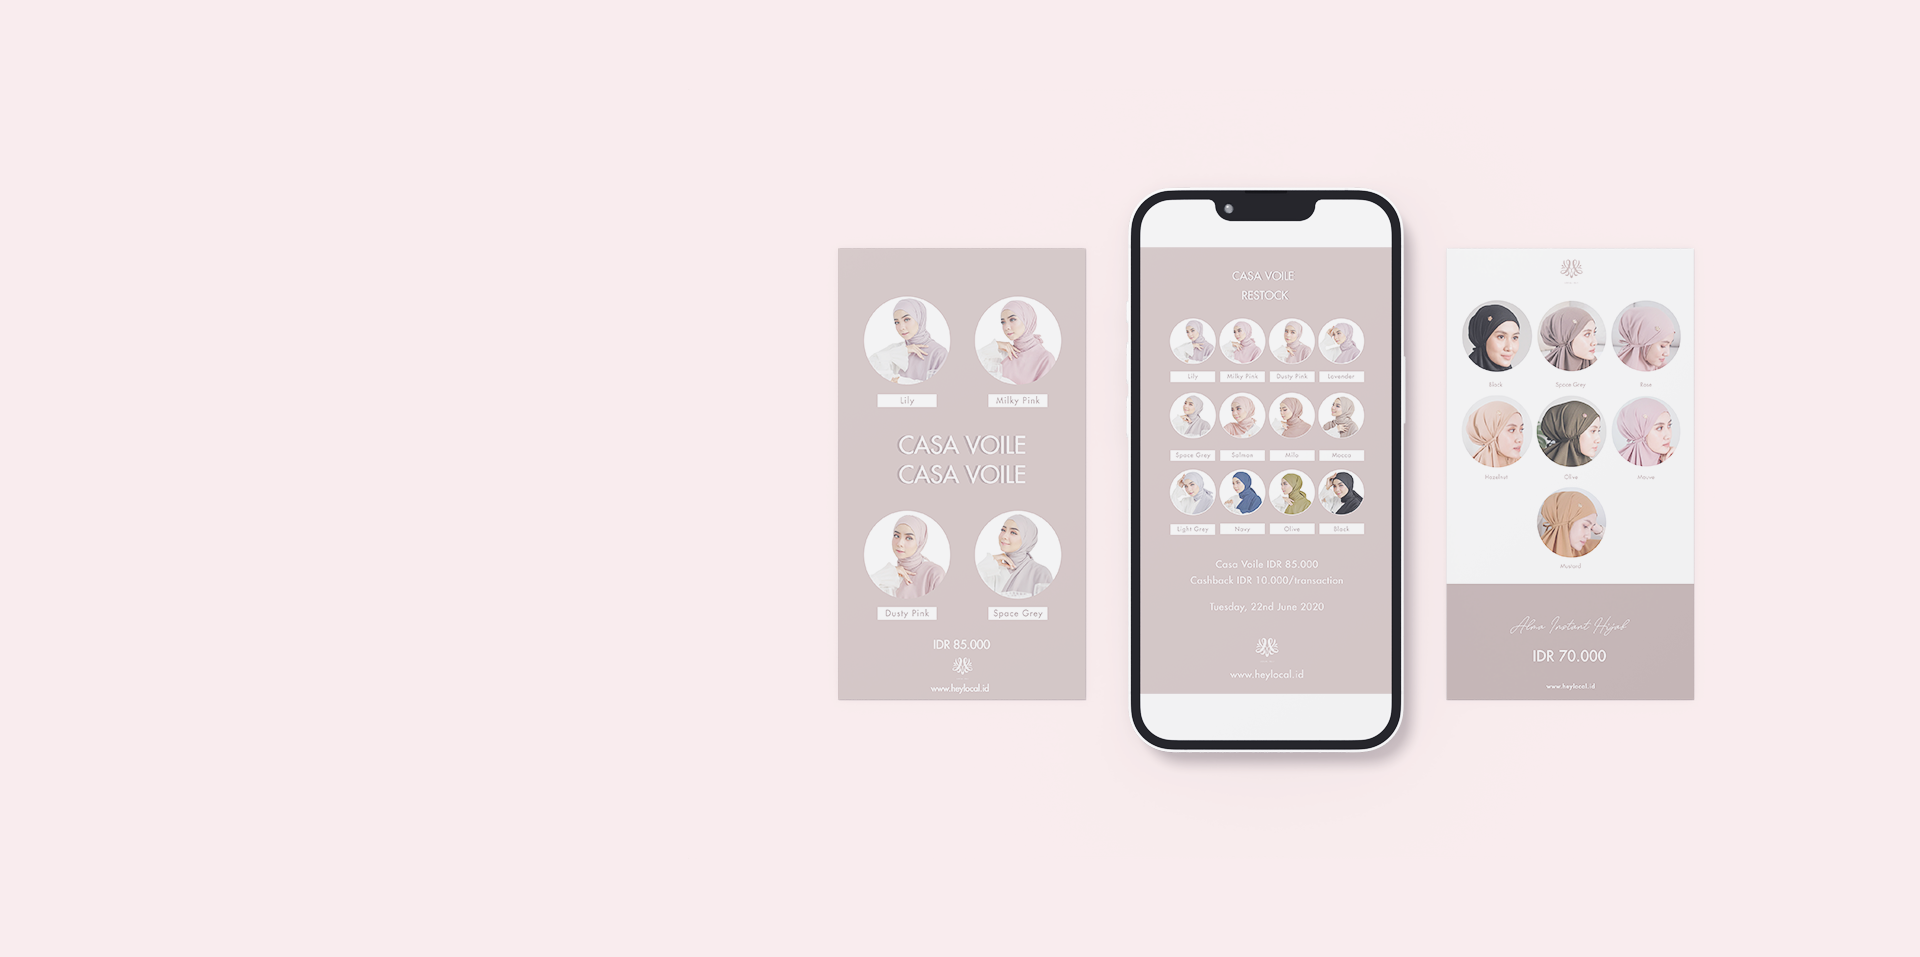 Lily
Milky Pink
CASA VOILE
CASA VOILE
Dusty Pink
Space Grey
IDR 85.000
www.heylocal.id
CASA VOILE
RESTOCK
Lily
Milky Pink
Dusty Pink
Lavender
Space Grey
Salmon
Milo
Mocca
Light Grey
Navy
Olive
Black
Casa Voile IDR 85.000
Cashback IDR 10.000/transaction
Tuesday, 22nd June 2020
www.heylocal.id
Black
Space Grey
Rose
Hazelnut
Olive
Mauve
Mustard
Alma Instant Hijab
IDR 70.000
www.heylocal.id